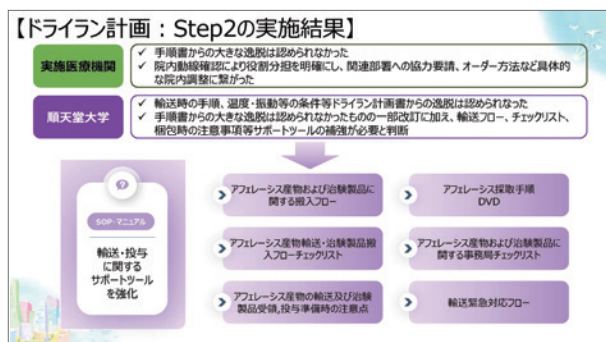 【ドライラン計画：Step2の実施結果】
実施医療機関
✓ 手順書からの大きな逸脱は認められなかった
✓ 院内動線確認により役割分担を明確にし、関連部署への協力要請、オーダー方法など具体的
な院内調整に繋がった
順天堂大学
✓ 輸送時の手順、温度・振動等の条件等ドライラン計画書からの逸脱は認められなった
✓ 手順書からの大きな逸脱は認められなかったものの一部改訂に加え、輸送フロー、チェックリスト、
梱包時の注意事項等サポートツールの補強が必要と判断
SOP・マニュアル
輸送・投与
に関する
サポートツール
を強化
アフェレーシス産物および治験製品に
関する搬入フロー
アフェレーシス採取手順
DVD
アフェレーシス産物輸送・治験製品搬
入フローチェックリスト
アフェレーシス産物および治験製品に
関する事務局チェックリスト
アフェレーシス産物の輸送及び治験
製品受領,投与準備時の注意点
輸送緊急対応フロー